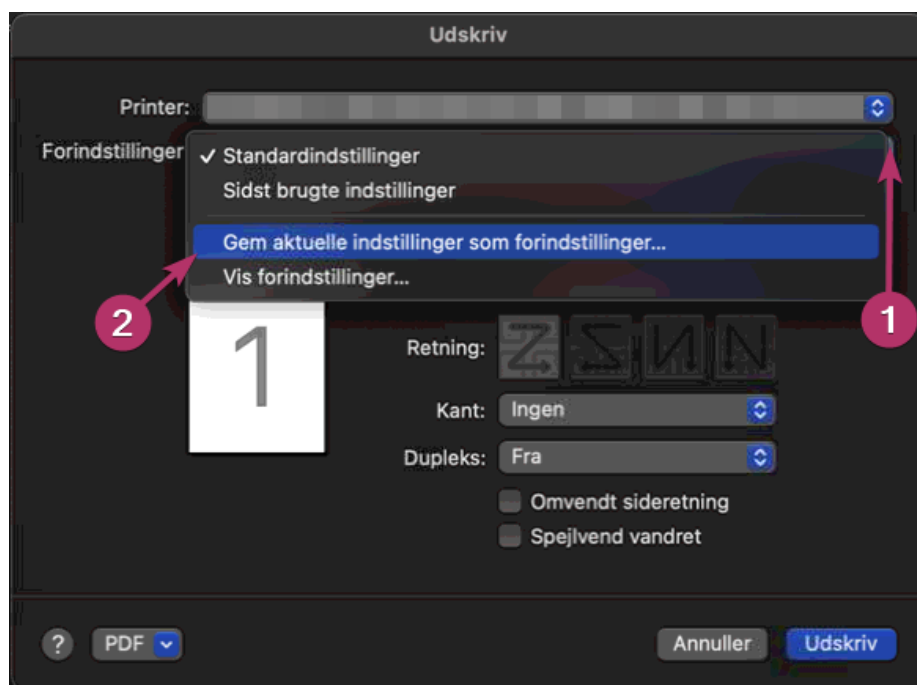 Udskriv
Printer:
Forindstillinger
✓ Standardindstillinger
Sidst brugte indstillinger
Gem aktuelle indstillinger som forindstillinger...
Vis forindstillinger...
2
1
1
Retning:
Kant: Ingen
Dupleks: Fra
Omvendt sideretning
Spejlvend vandret
? PDF Annuller Udskriv